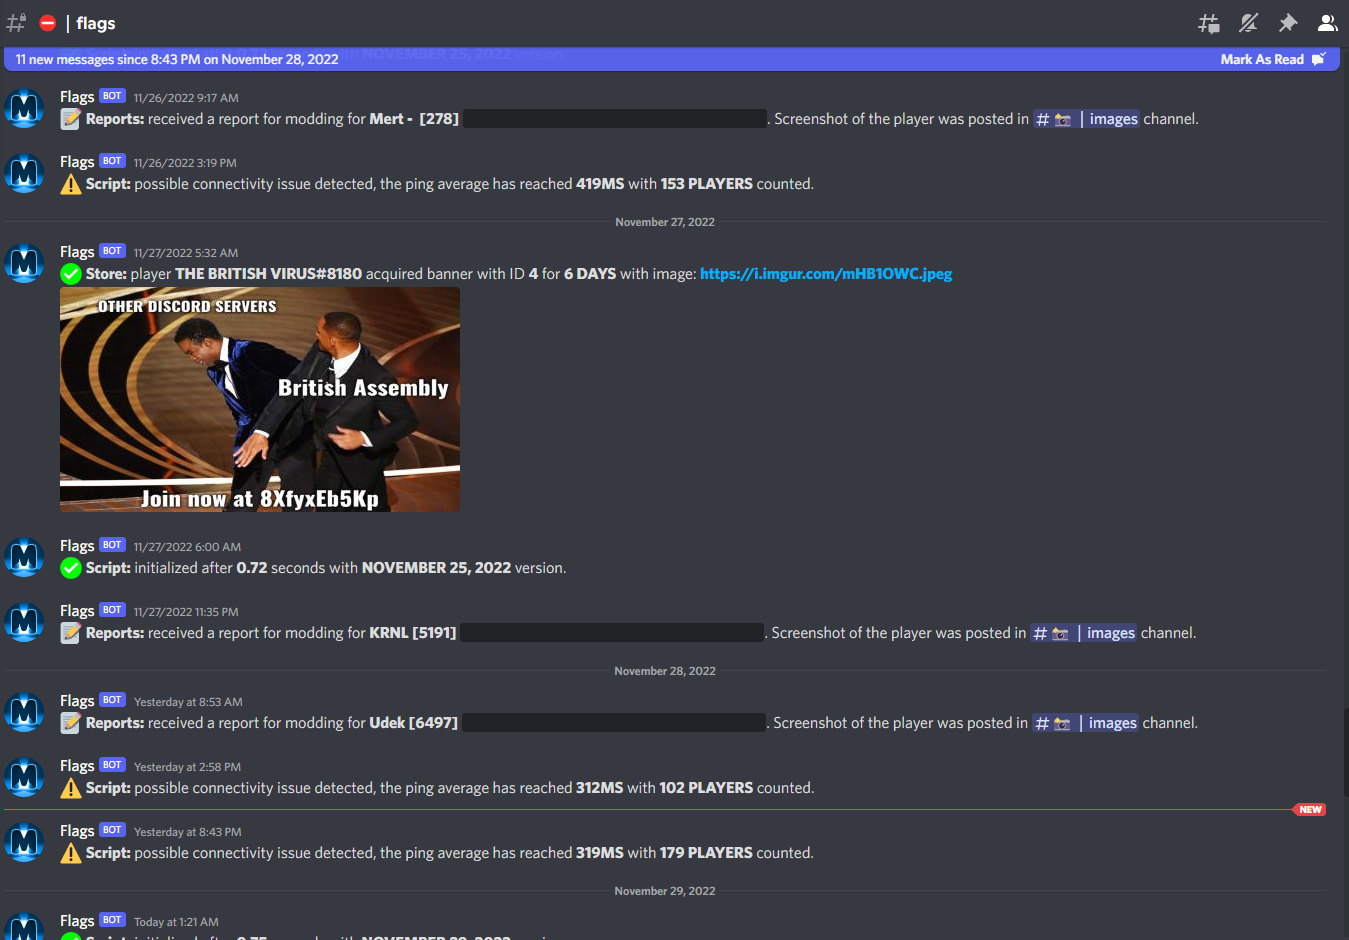 | flags
11 new messages since 8:43 PM on November 28, 2022 Mark As Read
Flags BOT 11/26/2022 9:17 AM
Reports: received a report for modding for Mert - [278] . Screenshot of the player was posted in # | images channel.
Flags BOT 11/26/2022 3:19 PM
Script: possible connectivity issue detected, the ping average has reached 419MS with 153 PLAYERS counted.
November 27, 2022
Flags BOT 11/27/2022 5:32 AM
Store: player THE BRITISH VIRUS#8180 acquired banner with ID 4 for 6 DAYS with image: https://i.imgur.com/mHB1OWC.jpeg
OTHER DISCORD SERVERS
British Assembly
Join now at 8XfyxEb5Kp
Flags BOT 11/27/2022 6:00 AM
Script: initialized after 0.72 seconds with NOVEMBER 25, 2022 version.
Flags BOT 11/27/2022 11:35 PM
Reports: received a report for modding for KRNL [5191] . Screenshot of the player was posted in # | images channel.
November 28, 2022
Flags BOT Yesterday at 8:53 AM
Reports: received a report for modding for Udek [6497] . Screenshot of the player was posted in # | images channel.
Flags BOT Yesterday at 2:58 PM
Script: possible connectivity issue detected, the ping average has reached 312MS with 102 PLAYERS counted.
NEW
Flags BOT Yesterday at 8:43 PM
Script: possible connectivity issue detected, the ping average has reached 319MS with 179 PLAYERS counted.
November 29, 2022
Flags BOT Today at 1:21 AM